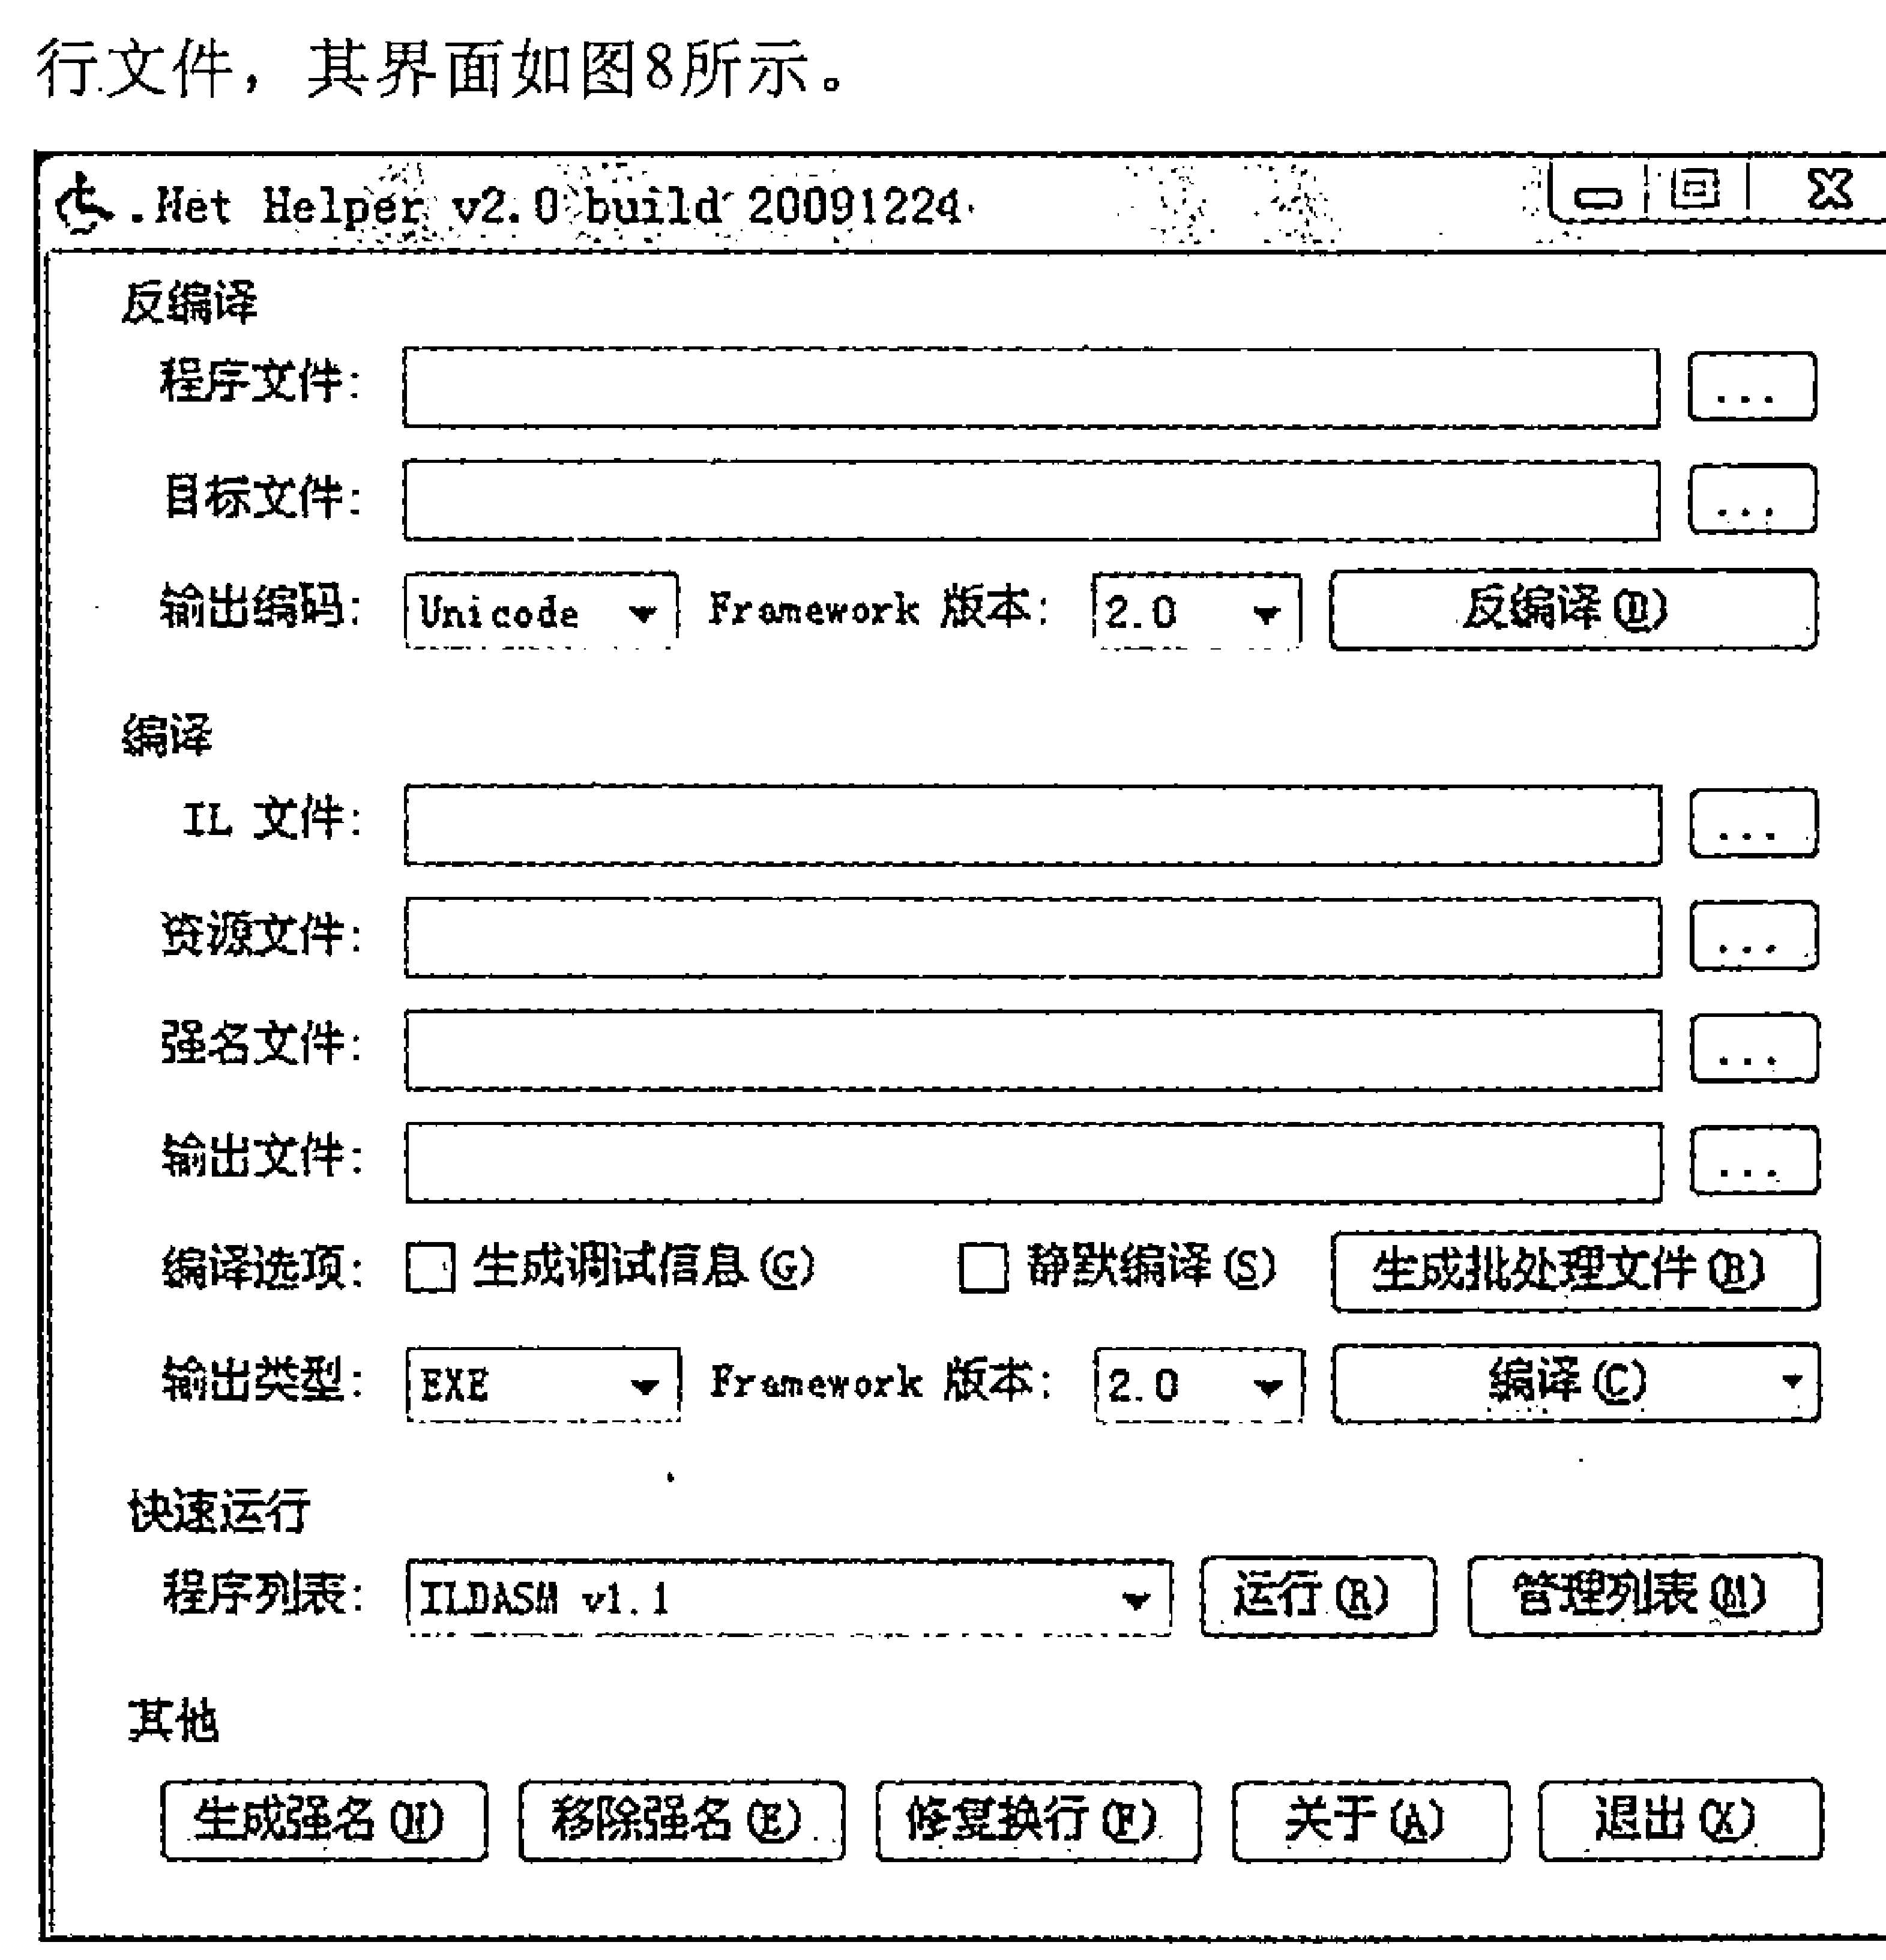 行文件，其界面如图8所示。
.Net Helper v2.0 build 20091224
反编译
程序文件: ...
目标文件: ...
输出编码: Unicode Framework 版本: 2.0 反编译(D)
编译
IL 文件: ...
资源文件: ...
强名文件: ...
输出文件: ...
编译选项: 生成调试信息(G) 静默编译(S) 生成批处理文件(B)
输出类型: EXE Framework 版本: 2.0 编译(C)
快速运行
程序列表: ILDASM v1.1 运行(R) 管理列表(M)
其他
生成强名(N) 移除强名(E) 修复换行(F) 关于(A) 退出(X)